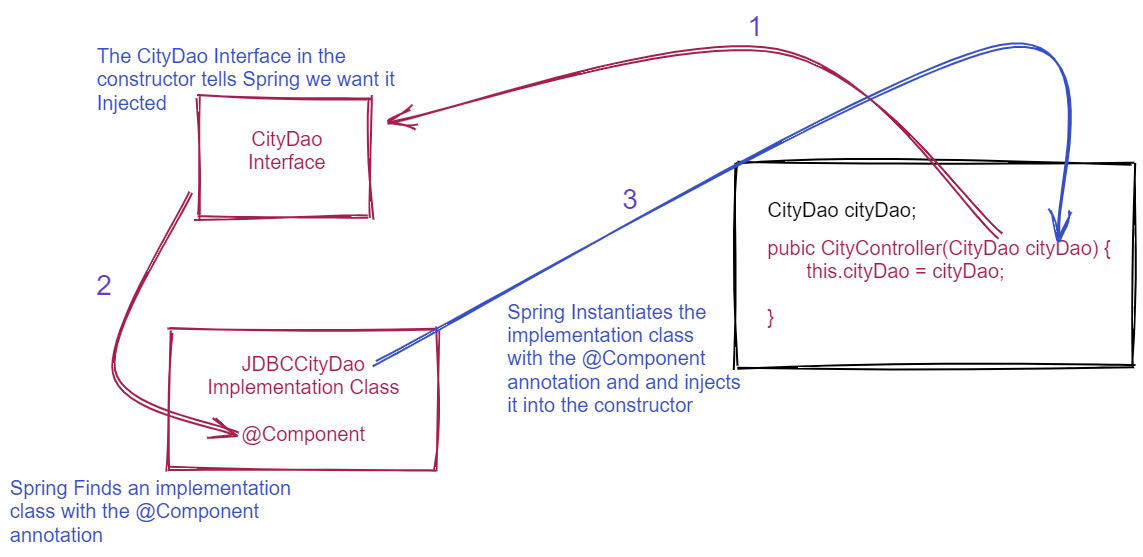 1
The CityDao Interface in the
constructor tells Spring we want it
Injected
CityDao
Interface
3
CityDao cityDao;
pubic CityController(CityDao cityDao) {
this.cityDao = cityDao;
}
2
Spring Instantiates the
implementation class
with the @Component
annotation and and injects
it into the constructor
JDBCCityDao
Implementation Class
@Component
Spring Finds an implementation
class with the @Component
annotation